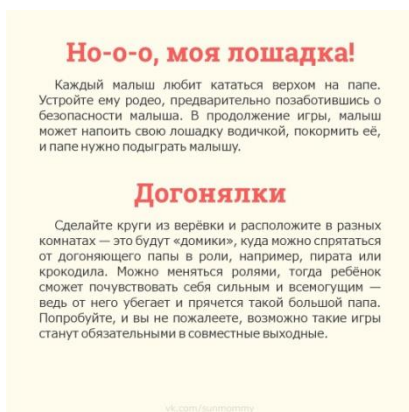 Но-о-о, моя лошадка!
Каждый малыш любит кататься верхом на папе.
Устройте ему родео, предварительно позаботившись о
безопасности малыша. В продолжение игры, малыш
может напоить свою лошадку водичкой, покормить её,
и папе нужно подыграть малышу.
Догонялки
Сделайте круги из верёвки и расположите в разных
комнатах — это будут «домики», куда можно спрятаться
от догоняющего папы в роли, например, пирата или
крокодила. Можно меняться ролями, тогда ребёнок
сможет почувствовать себя сильным и всемогущим —
ведь от него убегает и прячется такой большой папа.
Попробуйте, и вы не пожалеете, возможно такие игры
станут обязательными в совместные выходные.
vk.com/sunmommy